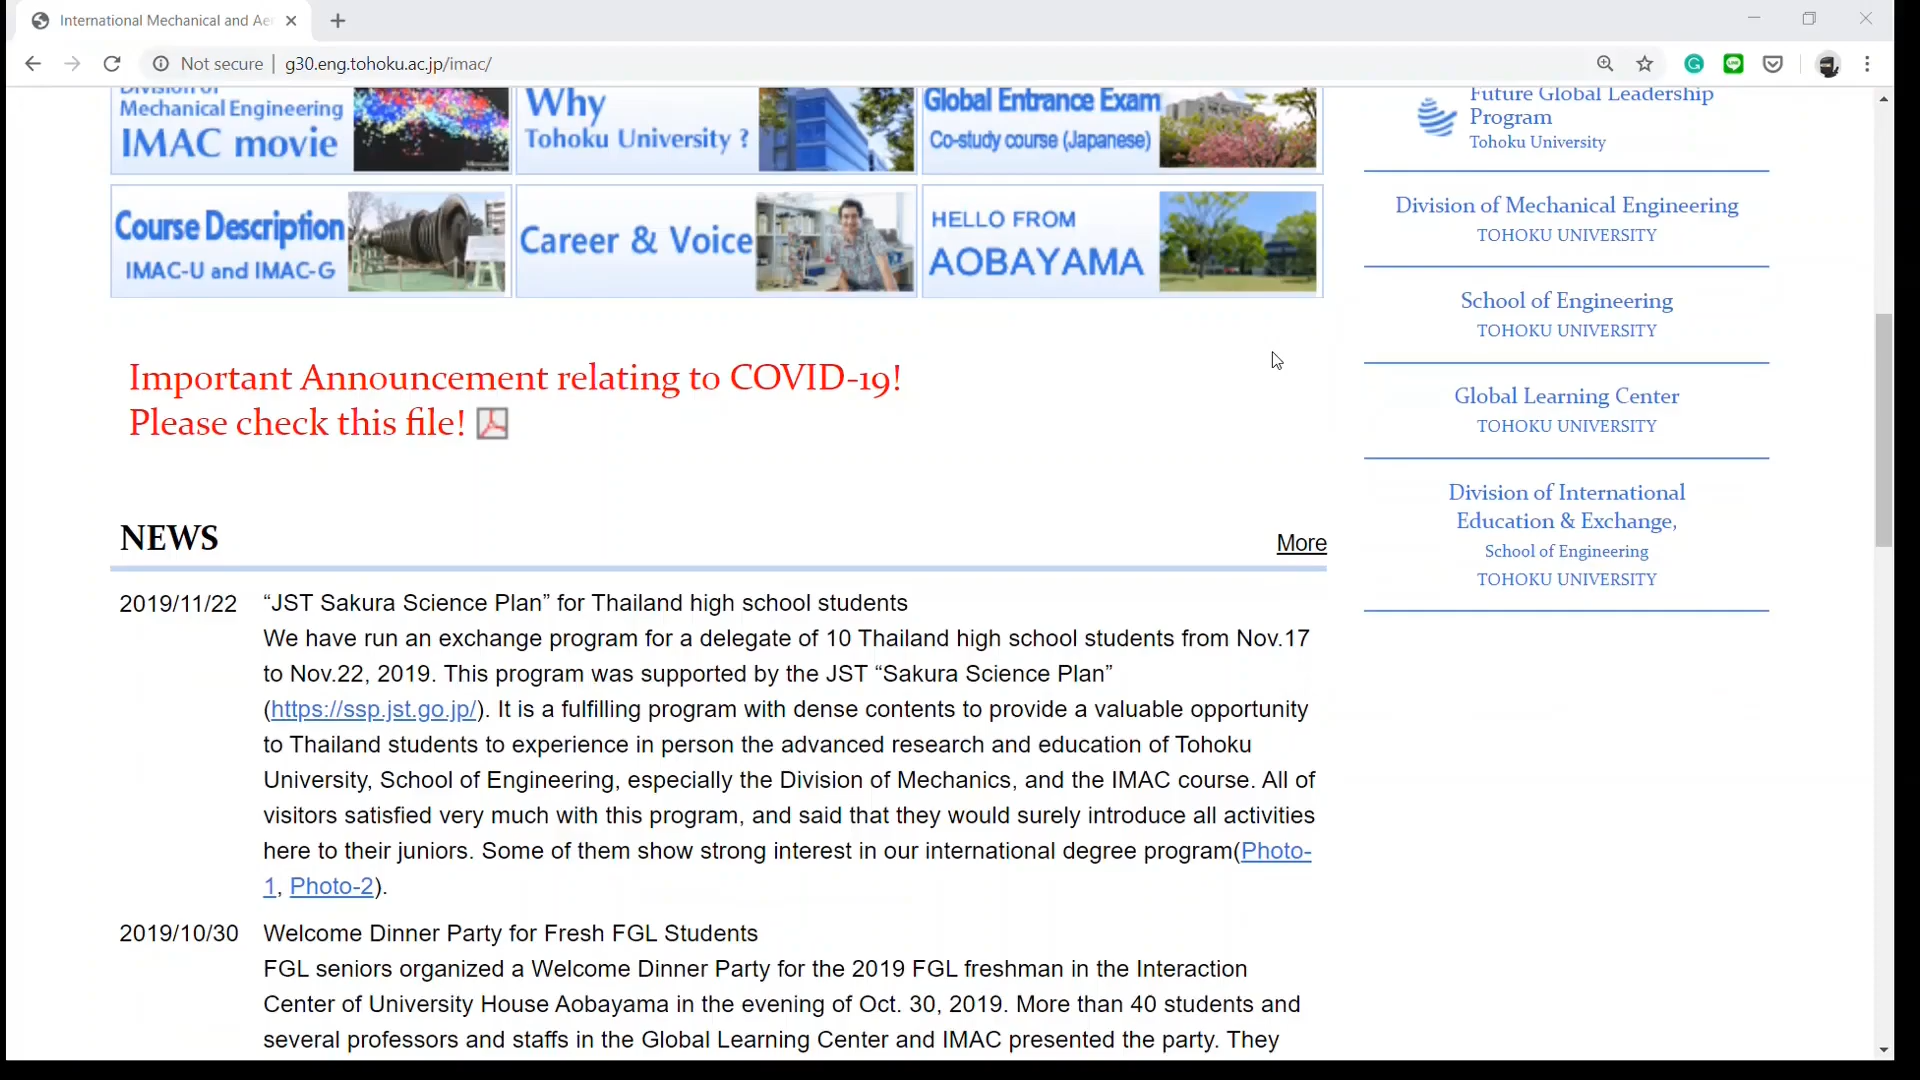 International Mechanical and Ae
Not secure
g30.eng.tohoku.ac.jp/imac/
Division of
Mechanical Engineering
IMAC movie
Why
Tohoku University ?
Global Entrance Exam
Co-study course (Japanese)
Course Description
IMAC-U and IMAC-G
Career & Voice
HELLO FROM
AOBAYAMA
Important Announcement relating to COVID-19!
Please check this file!
NEWS
More
2019/11/22
“JST Sakura Science Plan” for Thailand high school students
We have run an exchange program for a delegate of 10 Thailand high school students from Nov.17
to Nov.22, 2019. This program was supported by the JST “Sakura Science Plan”
(https://ssp.jst.go.jp/). It is a fulfilling program with dense contents to provide a valuable opportunity
to Thailand students to experience in person the advanced research and education of Tohoku
University, School of Engineering, especially the Division of Mechanics, and the IMAC course. All of
visitors satisfied very much with this program, and said that they would surely introduce all activities
here to their juniors. Some of them show strong interest in our international degree program(Photo-
1, Photo-2).
2019/10/30
Welcome Dinner Party for Fresh FGL Students
FGL seniors organized a Welcome Dinner Party for the 2019 FGL freshman in the Interaction
Center of University House Aobayama in the evening of Oct. 30, 2019. More than 40 students and
several professors and staffs in the Global Learning Center and IMAC presented the party. They
Future Global Leadership
Program
Tohoku University
Division of Mechanical Engineering
TOHOKU UNIVERSITY
School of Engineering
TOHOKU UNIVERSITY
Global Learning Center
TOHOKU UNIVERSITY
Division of International
Education & Exchange,
School of Engineering
TOHOKU UNIVERSITY